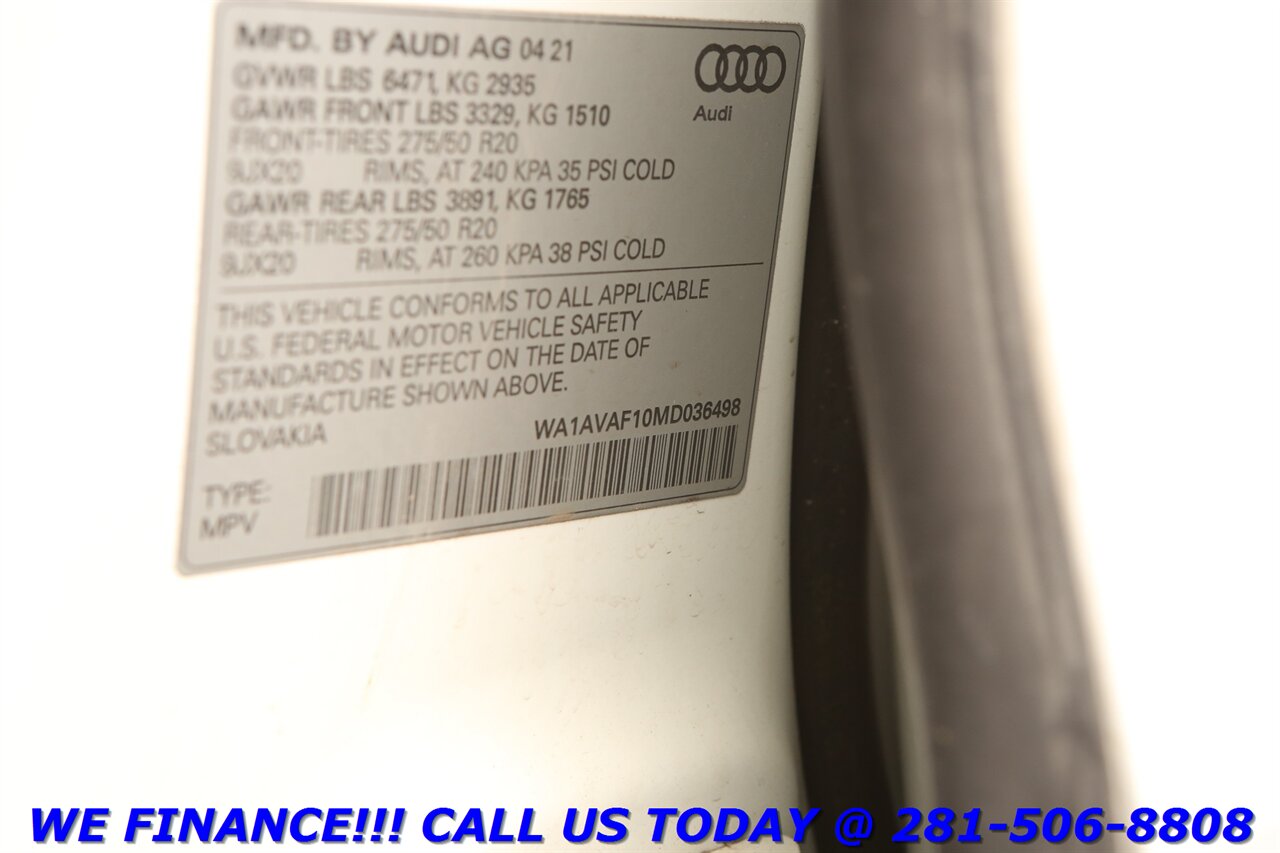 MFD. BY AUDI AG 04 21
GVWR LBS 6471, KG 2935
GAWR FRONT LBS 3329, KG 1510
FRONT-TIRES 275/50 R20
9JX20 RIMS, AT 240 KPA 35 PSI COLD
GAWR REAR LBS 3891, KG 1765
REAR-TIRES 275/50 R20
9JX20 RIMS, AT 260 KPA 38 PSI COLD
Audi
THIS VEHICLE CONFORMS TO ALL APPLICABLE
U.S. FEDERAL MOTOR VEHICLE SAFETY
STANDARDS IN EFFECT ON THE DATE OF
MANUFACTURE SHOWN ABOVE.
SLOVAKIA
WA1AVAF10MD036498
TYPE:
MPV
WE FINANCE!!! CALL US TODAY @ 281-506-8808